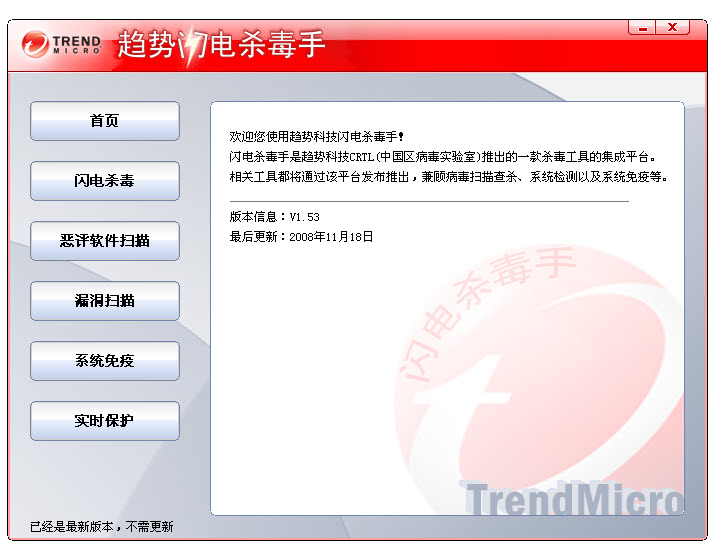 TREND
MICRO
趋势闪电杀毒手
首页
闪电杀毒
恶评软件扫描
漏洞扫描
系统免疫
实时保护
欢迎您使用趋势科技闪电杀毒手！
闪电杀毒手是趋势科技CRTL(中国区病毒实验室)推出的一款杀毒工具的集成平台。
相关工具都将通过该平台发布推出，兼顾病毒扫描查杀、系统检测以及系统免疫等。
版本信息：V1.53
最后更新：2008年11月18日
闪电杀毒手
TrendMicro
已经是最新版本，不需更新